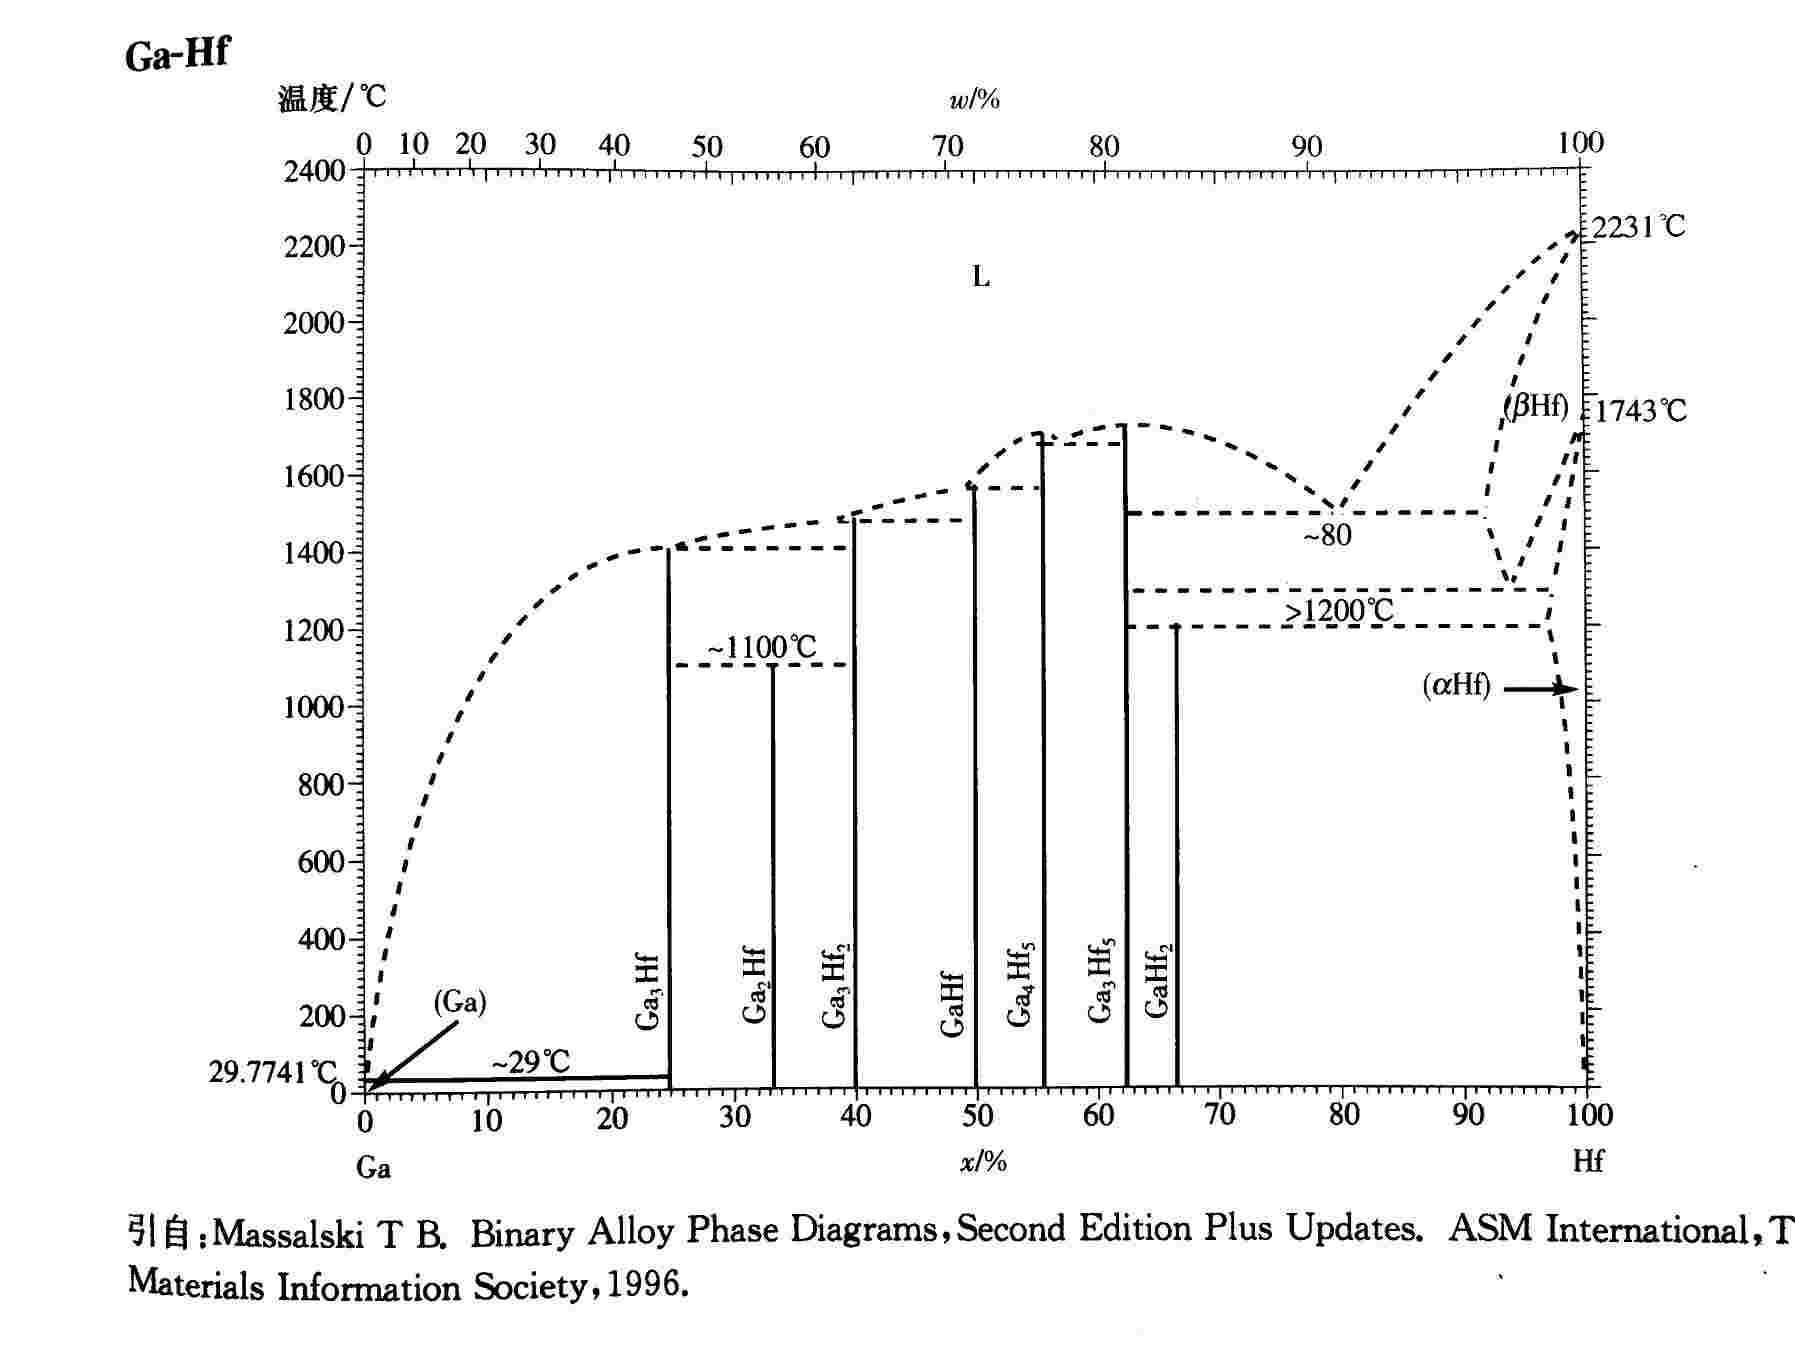 Ga-Hf
温度/℃
w/%
0 10 20 30 40 50 60 70 80 90 100
2400
2231℃
2200
L
2000
1800
(βHf)
1743℃
1600
~80
1400
>1200℃
1200
~1100℃
(αHf)
1000
800
600
400
Ga₃Hf
Ga₂Hf
Ga₃Hf₂
GaHf
Ga₄Hf₅
Ga₃Hf₅
GaHf₂
(Ga)
200
~29℃
29.7741℃
0
0 10 20 30 40 50 60 70 80 90 100
Ga
x/%
Hf
引自:Massalski T B. Binary Alloy Phase Diagrams,Second Edition Plus Updates. ASM International,T
Materials Information Society,1996.